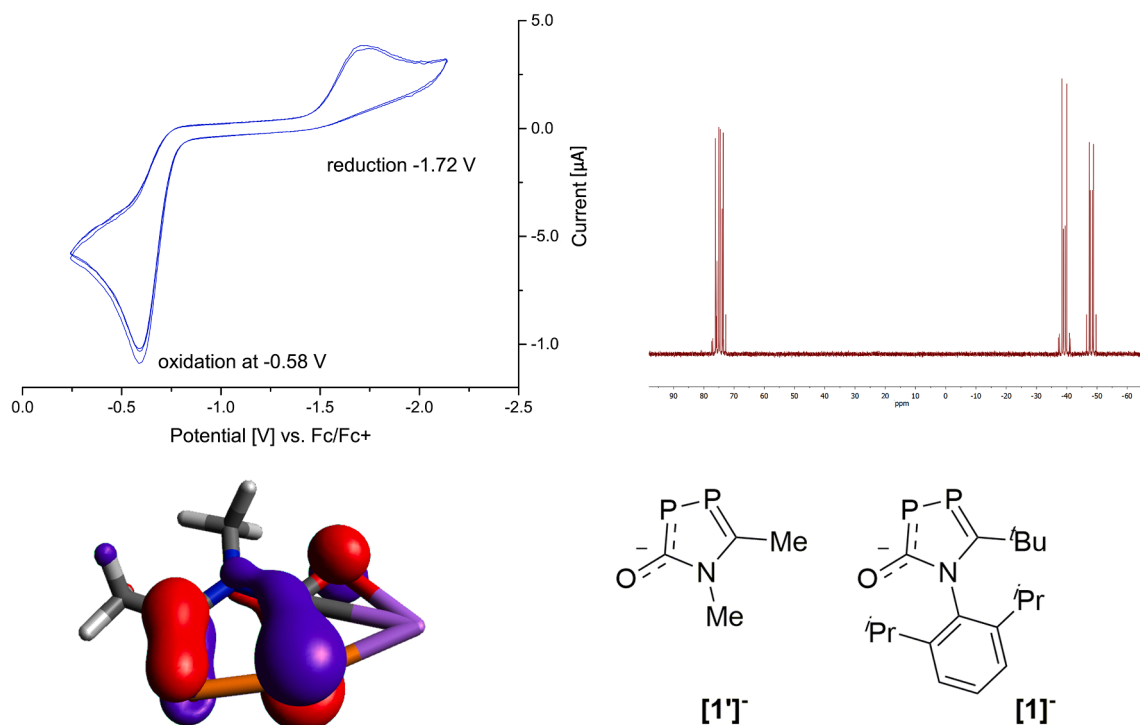 5.0
0.0
-5.0
-1.0
Current [µA]
reduction -1.72 V
oxidation at -0.58 V
0.0 -0.5 -1.0 -1.5 -2.0 -2.5
Potential [V] vs. Fc/Fc+
90 80 70 60 50 40 30 20 10 0 -10 -20 -30 -40 -50 -60
ppm
P P
−
O N Me
Me
[1']⁻
P P
−
O N ᵗBu
ⁱPr ⁱPr
[1]⁻